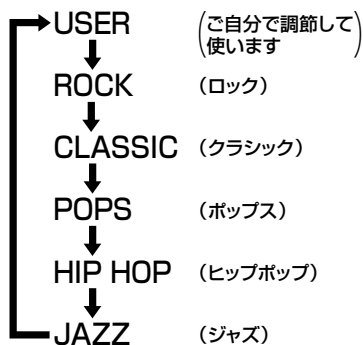 USER (ご自分で調節して
使います)
ROCK (ロック)
CLASSIC (クラシック)
POPS (ポップス)
HIP HOP (ヒップポップ)
JAZZ (ジャズ)